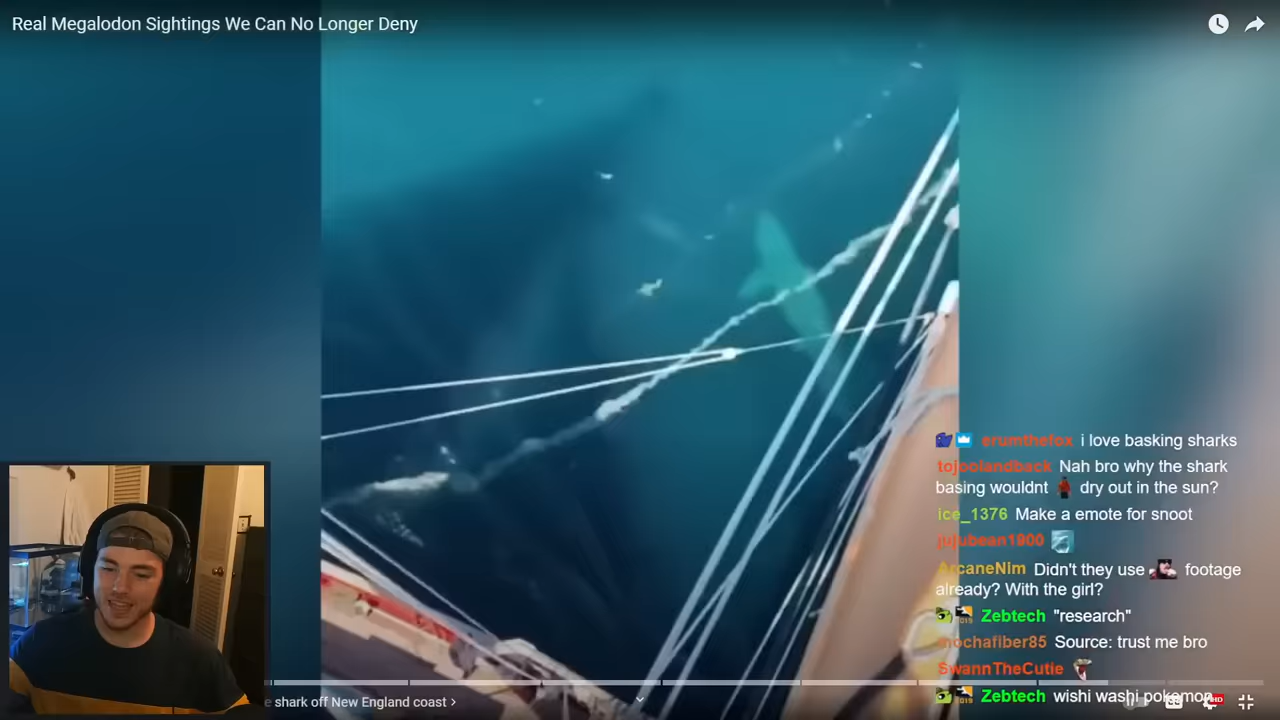 Real Megalodon Sightings We Can No Longer Deny
erumthefox i love basking sharks
tojoolandback Nah bro why the shark
basing wouldnt dry out in the sun?
ice_1376 Make a emote for snoot
jujubean1900
ArcaneNim Didn't they use footage
already? With the girl?
Zebtech "research"
mochafiber85 Source: trust me bro
SwannTheCutie
Zebtech wishi washi pokemon
shark off New England coast